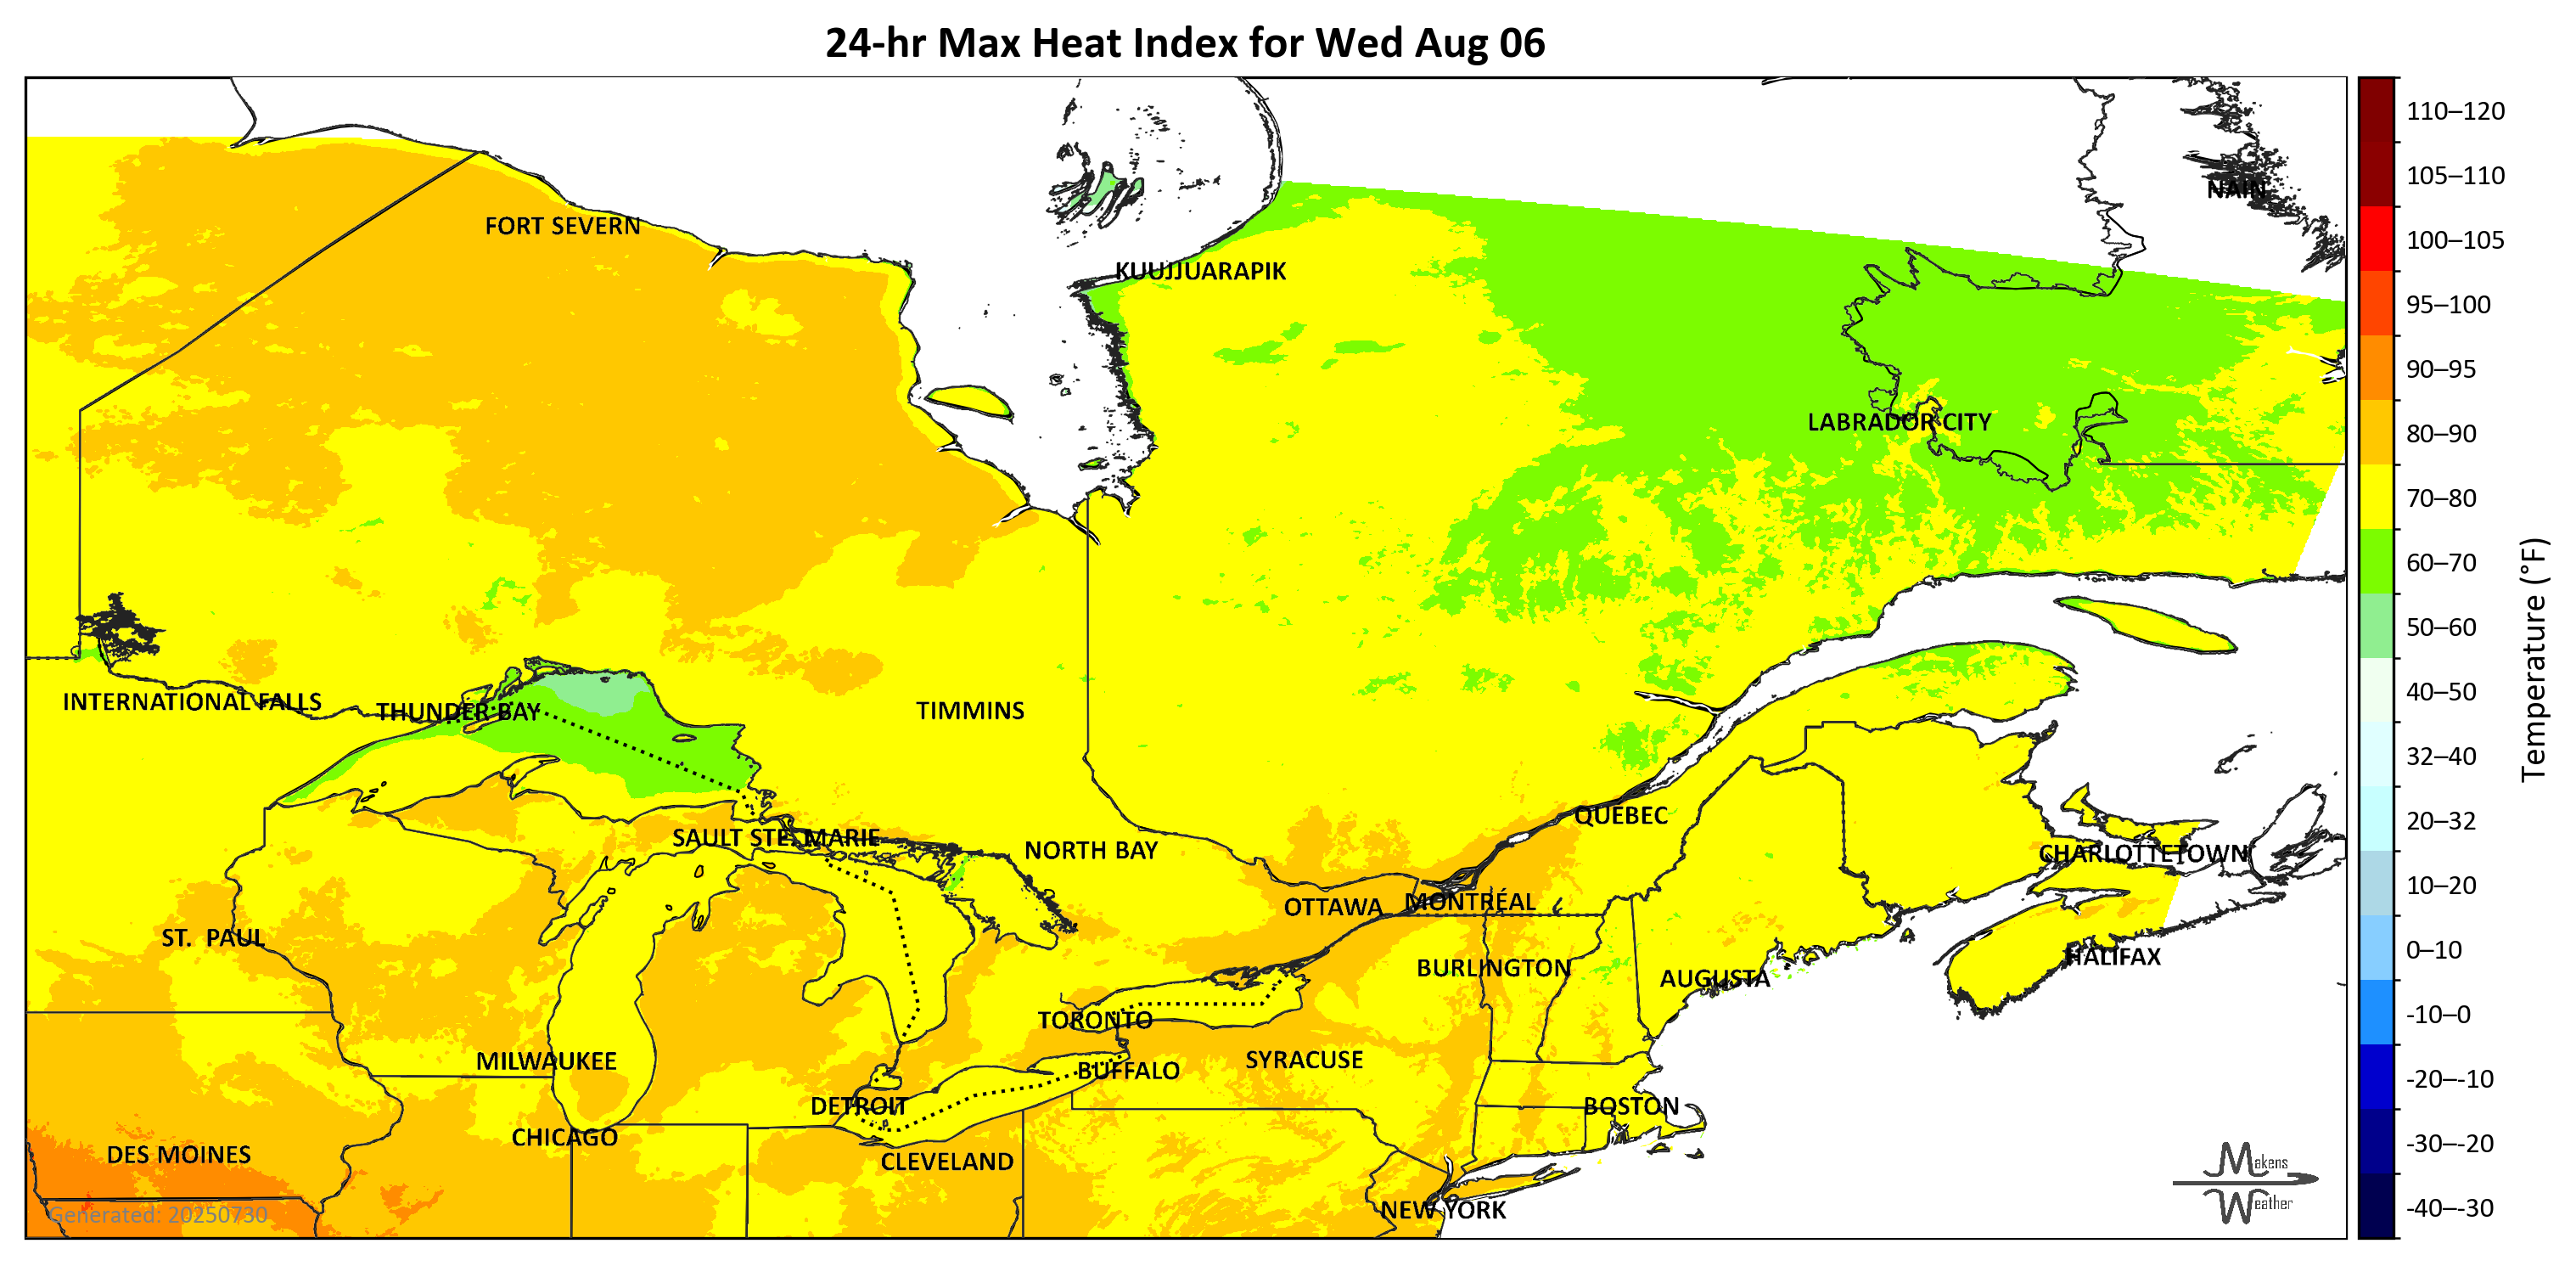 24-hr Max Heat Index for Wed Aug 06
NAIN
FORT SEVERN
KUUJJUARAPIK
LABRADOR CITY
INTERNATIONAL FALLS
THUNDER BAY
TIMMINS
QUEBEC
SAULT STE. MARIE
NORTH BAY
CHARLOTTETOWN
OTTAWA
MONTRÉAL
ST. PAUL
HALIFAX
BURLINGTON
AUGUSTA
TORONTO
MILWAUKEE
SYRACUSE
BUFFALO
DETROIT
BOSTON
CHICAGO
DES MOINES
CLEVELAND
NEW YORK
Generated: 20250730
Makens
Weather
110–120
105–110
100–105
95–100
90–95
80–90
70–80
60–70
50–60
40–50
32–40
20–32
10–20
0–10
-10–0
-20–-10
-30–-20
-40–-30
Temperature (°F)